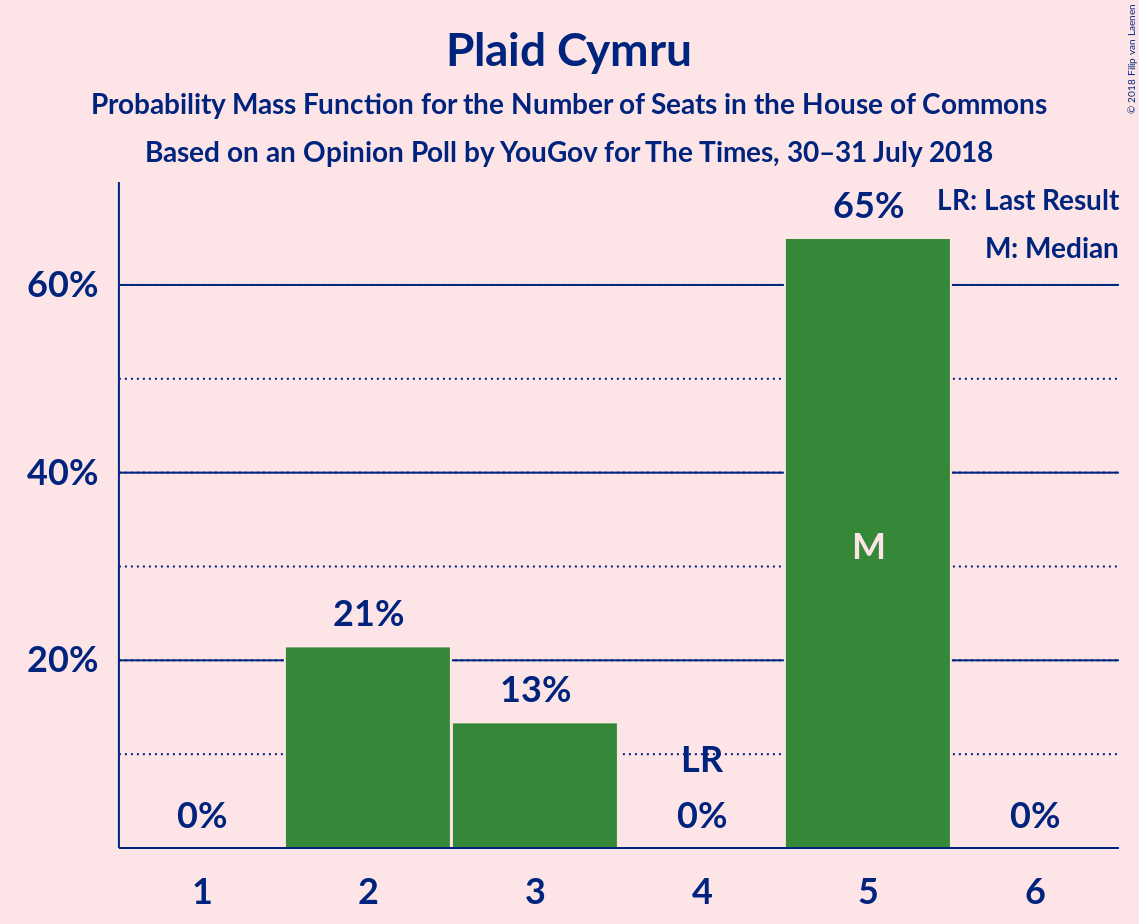 Plaid Cymru
Probability Mass Function for the Number of Seats in the House of Commons
Based on an Opinion Poll by YouGov for The Times, 30–31 July 2018
© 2018 Filip van Laenen
LR: Last Result
M: Median
60%
40%
20%
0%
21%
13%
LR
0%
65%
M
0%
1 2 3 4 5 6